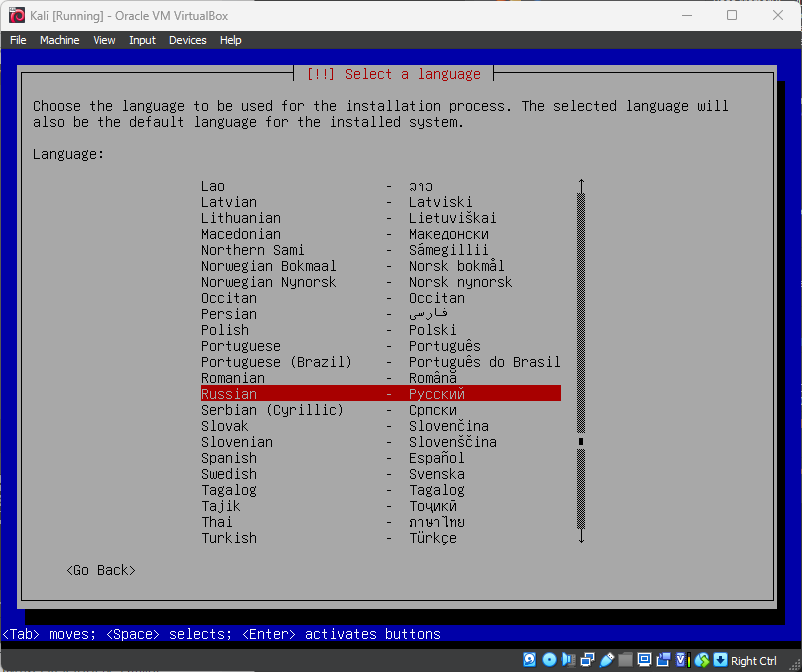 Kali [Running] - Oracle VM VirtualBox
File Machine View Input Devices Help
[!!] Select a language
Choose the language to be used for the installation process. The selected language will
also be the default language for the installed system.
Language:
Lao - ລາວ
Latvian - Latviski
Lithuanian - Lietuviškai
Macedonian - Македонски
Northern Sami - Sámegillii
Norwegian Bokmaal - Norsk bokmål
Norwegian Nynorsk - Norsk nynorsk
Occitan - Occitan
Persian - فارسی
Polish - Polski
Portuguese - Português
Portuguese (Brazil) - Português do Brasil
Romanian - Română
Russian - Русский
Serbian (Cyrillic) - Српски
Slovak - Slovenčina
Slovenian - Slovenščina
Spanish - Español
Swedish - Svenska
Tagalog - Tagalog
Tajik - Тоҷикӣ
Thai - ภาษาไทย
Turkish - Türkçe
<Go Back>
<Tab> moves; <Space> selects; <Enter> activates buttons
Right Ctrl